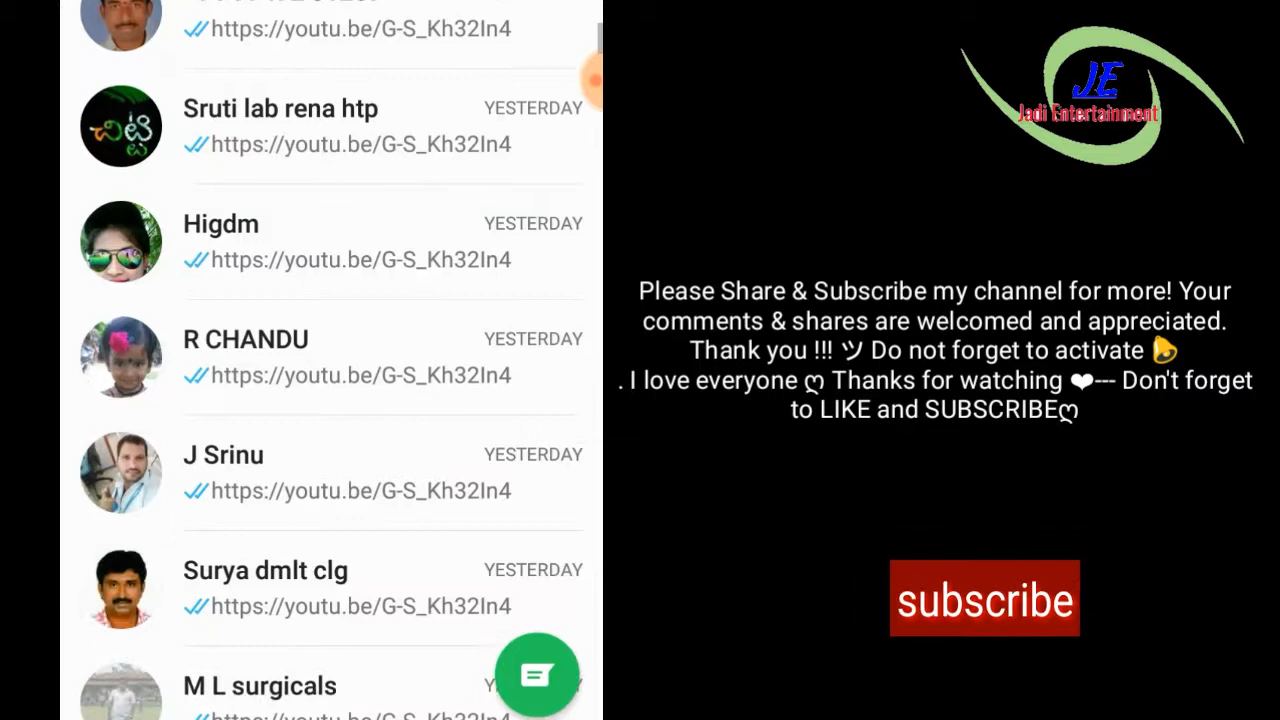 https://youtu.be/G-S_Kh32In4
Sruti lab rena htp
YESTERDAY
https://youtu.be/G-S_Kh32In4
చిట్టి
Higdm
YESTERDAY
https://youtu.be/G-S_Kh32In4
R CHANDU
YESTERDAY
https://youtu.be/G-S_Kh32In4
J Srinu
YESTERDAY
https://youtu.be/G-S_Kh32In4
Surya dmlt clg
YESTERDAY
https://youtu.be/G-S_Kh32In4
M L surgicals
JE
Jadi Entertainment
Please Share & Subscribe my channel for more! Your
comments & shares are welcomed and appreciated.
Thank you !!! ツ Do not forget to activate 🔔
. I love everyone ღ Thanks for watching ❤--- Don't forget
to LIKE and SUBSCRIBEღ
subscribe